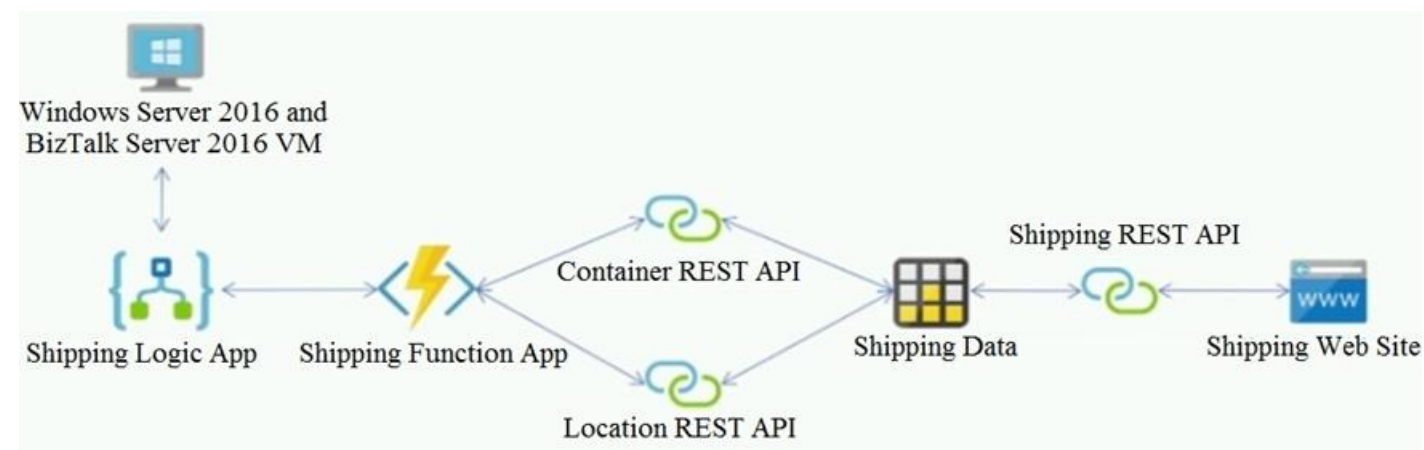 Windows Server 2016 and
BizTalk Server 2016 VM
Shipping REST API
Container REST API
www
Shipping Logic App
Shipping Function App
Shipping Data
Shipping Web Site
Location REST API